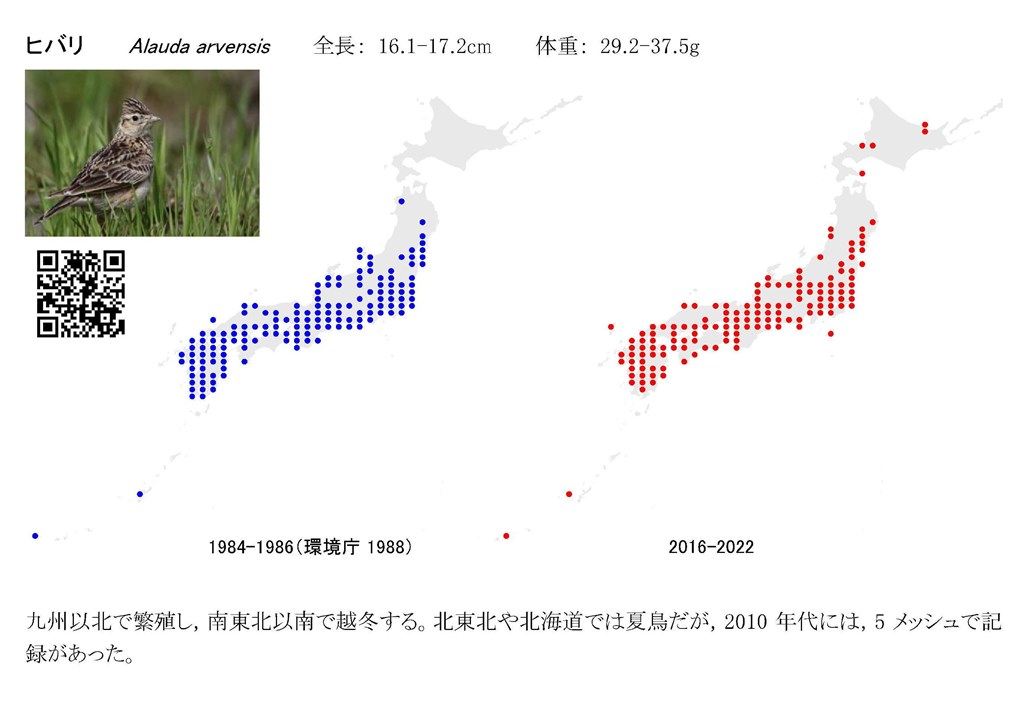 ヒバリ Alauda arvensis 全長: 16.1-17.2cm 体重: 29.2-37.5g
1984-1986(環境庁 1988) 2016-2022
九州以北で繁殖し, 南東北以南で越冬する。北東北や北海道では夏鳥だが, 2010 年代には, 5 メッシュで記
録があった。